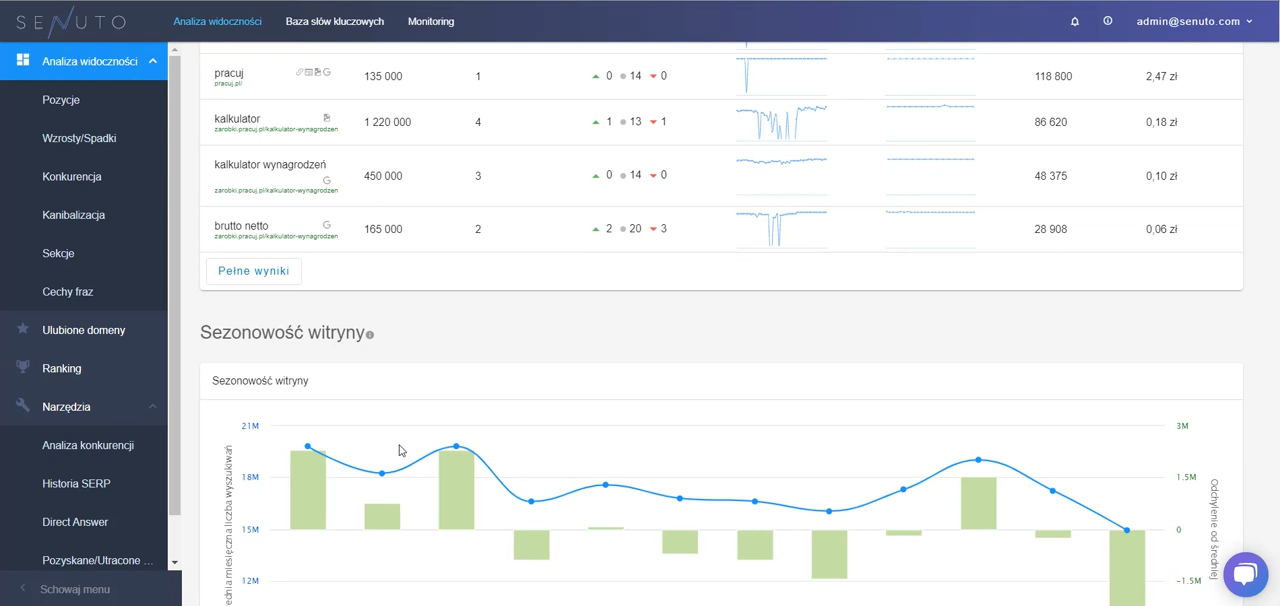 SENUTO Analiza widoczności Baza słów kluczowych Monitoring admin@senuto.com
Analiza widoczności
Pozycje
Wzrosty/Spadki
Konkurencja
Kanibalizacja
Sekcje
Cechy fraz
Ulubione domeny
Ranking
Narzędzia
Analiza konkurencji
Historia SERP
Direct Answer
Pozyskane/Utracone ...
Schowaj menu
pracuj 135 000 1 0 14 0 118 800 2,47 zł
pracuj.pl/
kalkulator 1 220 000 4 1 13 1 86 620 0,18 zł
zarobki.pracuj.pl/kalkulator-wynagrodzen
kalkulator wynagrodzeń
G
450 000 3 0 14 0 48 375 0,10 zł
zarobki.pracuj.pl/kalkulator-wynagrodzen
brutto netto G 165 000 2 2 20 3 28 908 0,06 zł
zarobki.pracuj.pl/kalkulator-wynagrodzen
Pełne wyniki
Sezonowość witryny
Sezonowość witryny
21M 3M
18M 1.5M
15M 0
12M -1.5M
miesięczna liczba wyszukiwań
Odchylenie od średniej